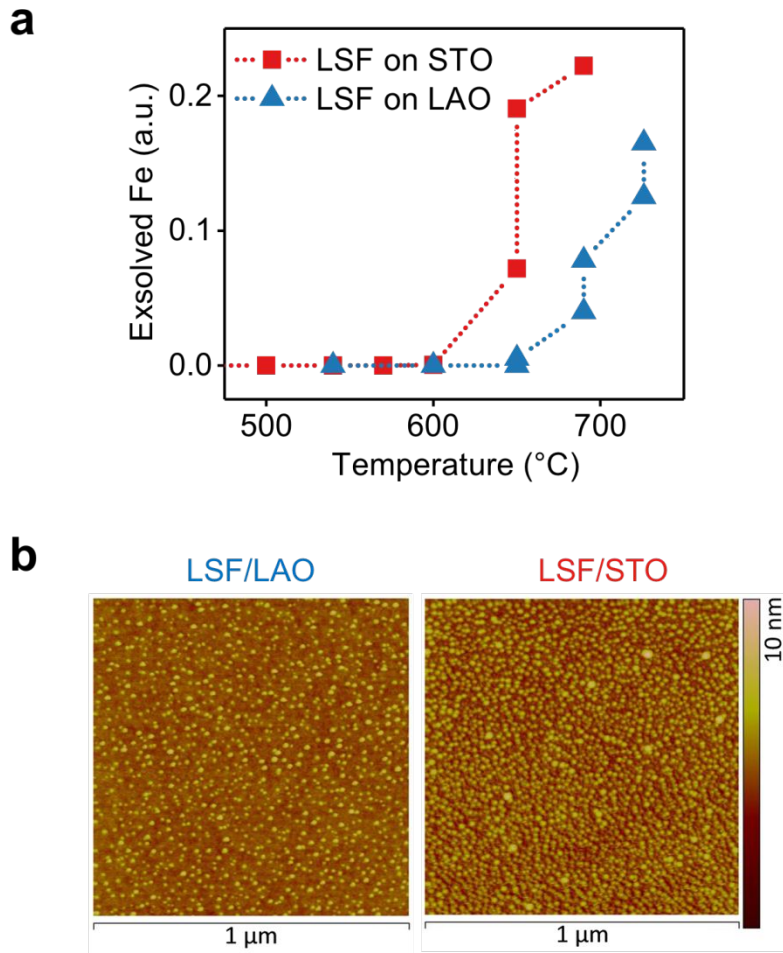 a
LSF on STO
LSF on LAO
Exsolved Fe (a.u.)
0.2
0.1
0.0
500
600
700
Temperature (°C)
b
LSF/LAO
LSF/STO
10 nm
1 µm
1 µm